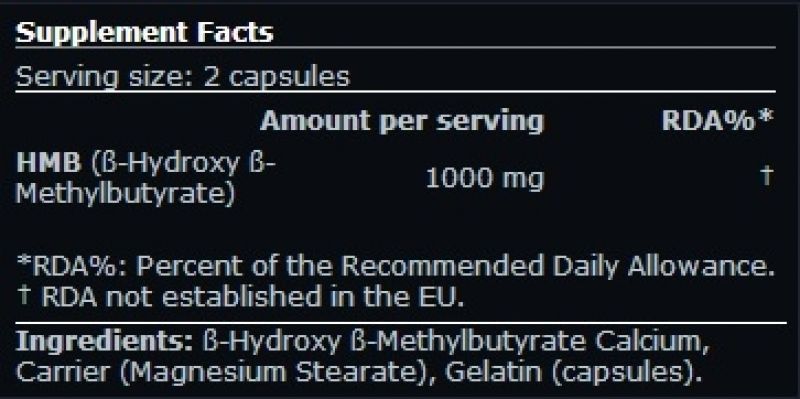 Supplement Facts
Serving size: 2 capsules
Amount per serving RDA%*
HMB (ß-Hydroxy ß-
Methylbutyrate) 1000 mg †
*RDA%: Percent of the Recommended Daily Allowance.
† RDA not established in the EU.
Ingredients: ß-Hydroxy ß-Methylbutyrate Calcium,
Carrier (Magnesium Stearate), Gelatin (capsules).